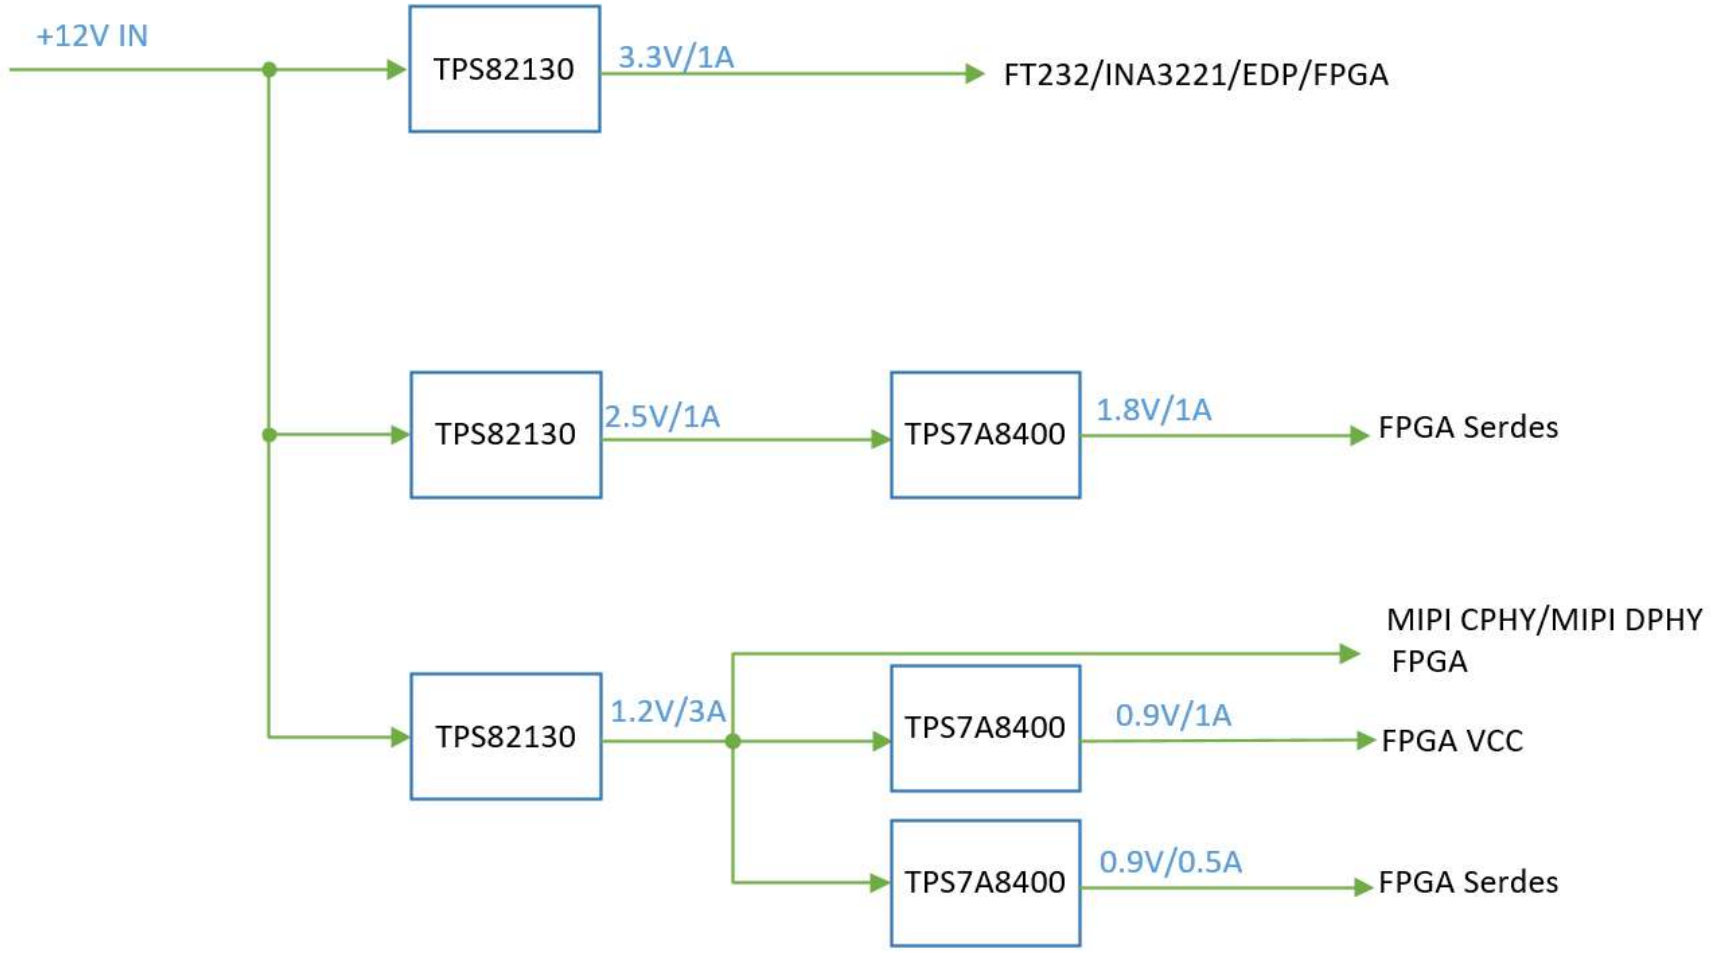 +12V IN
TPS82130
3.3V/1A
FT232/INA3221/EDP/FPGA
TPS82130
2.5V/1A
TPS7A8400
1.8V/1A
FPGA Serdes
MIPI CPHY/MIPI DPHY
FPGA
TPS82130
1.2V/3A
TPS7A8400
0.9V/1A
FPGA VCC
TPS7A8400
0.9V/0.5A
FPGA Serdes